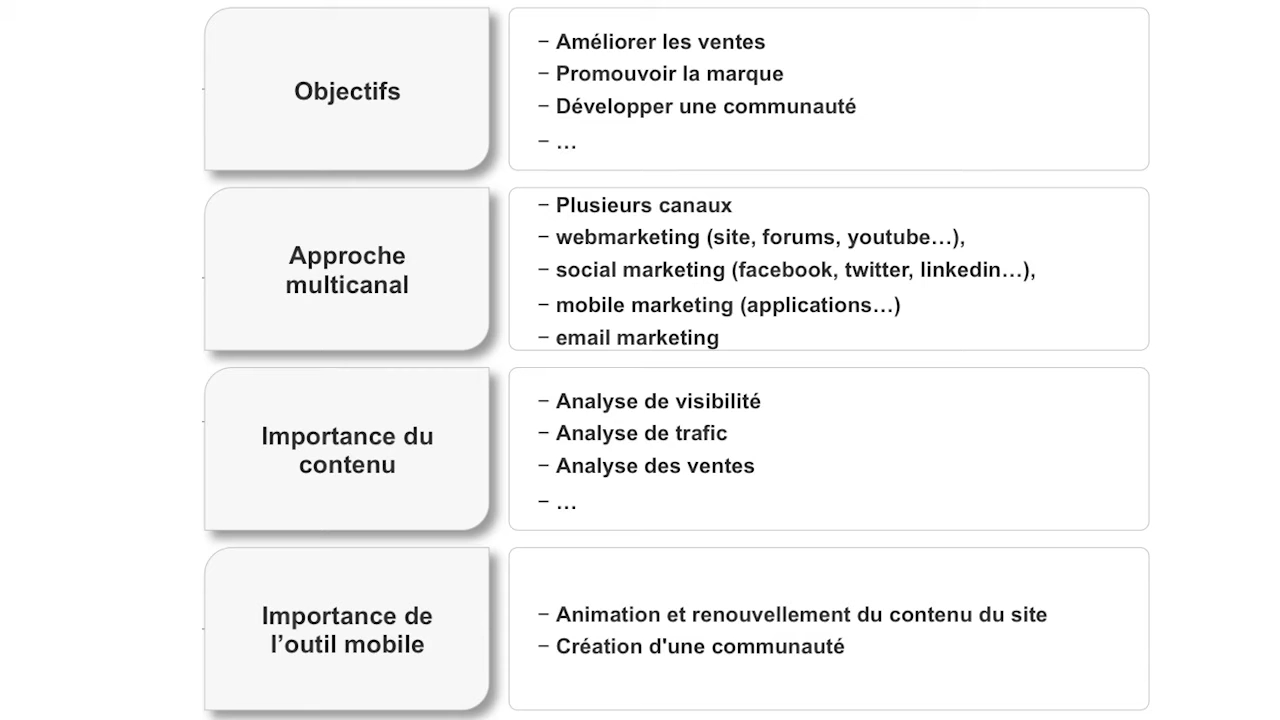 Objectifs
− Améliorer les ventes
− Promouvoir la marque
− Développer une communauté
− …
Approche
multicanal
− Plusieurs canaux
− webmarketing (site, forums, youtube…),
− social marketing (facebook, twitter, linkedin…),
− mobile marketing (applications…)
− email marketing
Importance du
contenu
− Analyse de visibilité
− Analyse de trafic
− Analyse des ventes
− …
Importance de
l’outil mobile
− Animation et renouvellement du contenu du site
− Création d'une communauté